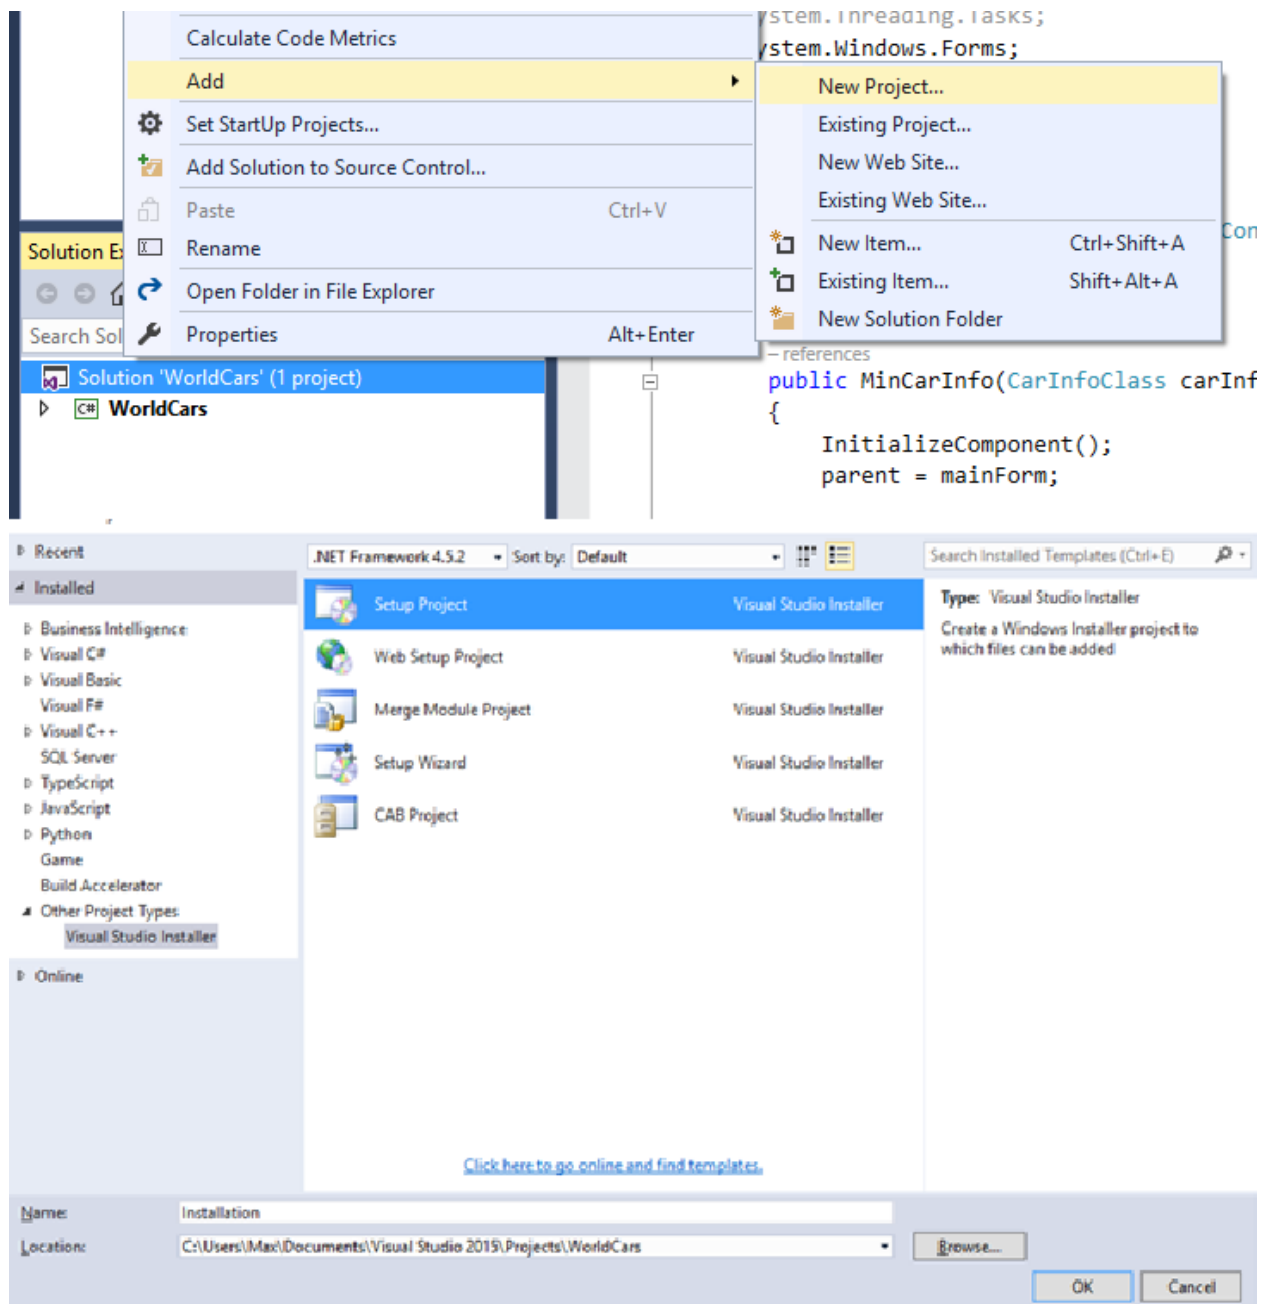 ystem.Threading.Tasks;
Calculate Code Metrics
ystem.Windows.Forms;
Add
New Project...
Set StartUp Projects...
Existing Project...
Add Solution to Source Control...
New Web Site...
Paste Ctrl+V
Existing Web Site...
Solution E
Rename
New Item... Ctrl+Shift+A
Con
Open Folder in File Explorer
Existing Item... Shift+Alt+A
Search Sol
Properties Alt+Enter
New Solution Folder
– references
Solution 'WorldCars' (1 project)
public MinCarInfo(CarInfoClass carInf
C# WorldCars
{
InitializeComponent();
parent = mainForm;
Recent
.NET Framework 4.5.2 Sort by: Default
Search Installed Templates (Ctrl+E)
Installed
Setup Project Visual Studio Installer
Type: Visual Studio Installer
Create a Windows Installer project to
which files can be added
Business Intelligence
Visual C#
Web Setup Project Visual Studio Installer
Visual Basic
Visual F#
Merge Module Project Visual Studio Installer
Visual C++
SQL Server
Setup Wizard Visual Studio Installer
TypeScript
JavaScript
CAB Project Visual Studio Installer
Python
Game
Build Accelerator
Other Project Types
Visual Studio Installer
Online
Click here to go online and find templates.
Name: Installation
Location: C:\Users\Max\Documents\Visual Studio 2015\Projects\WorldCars Browse...
OK Cancel